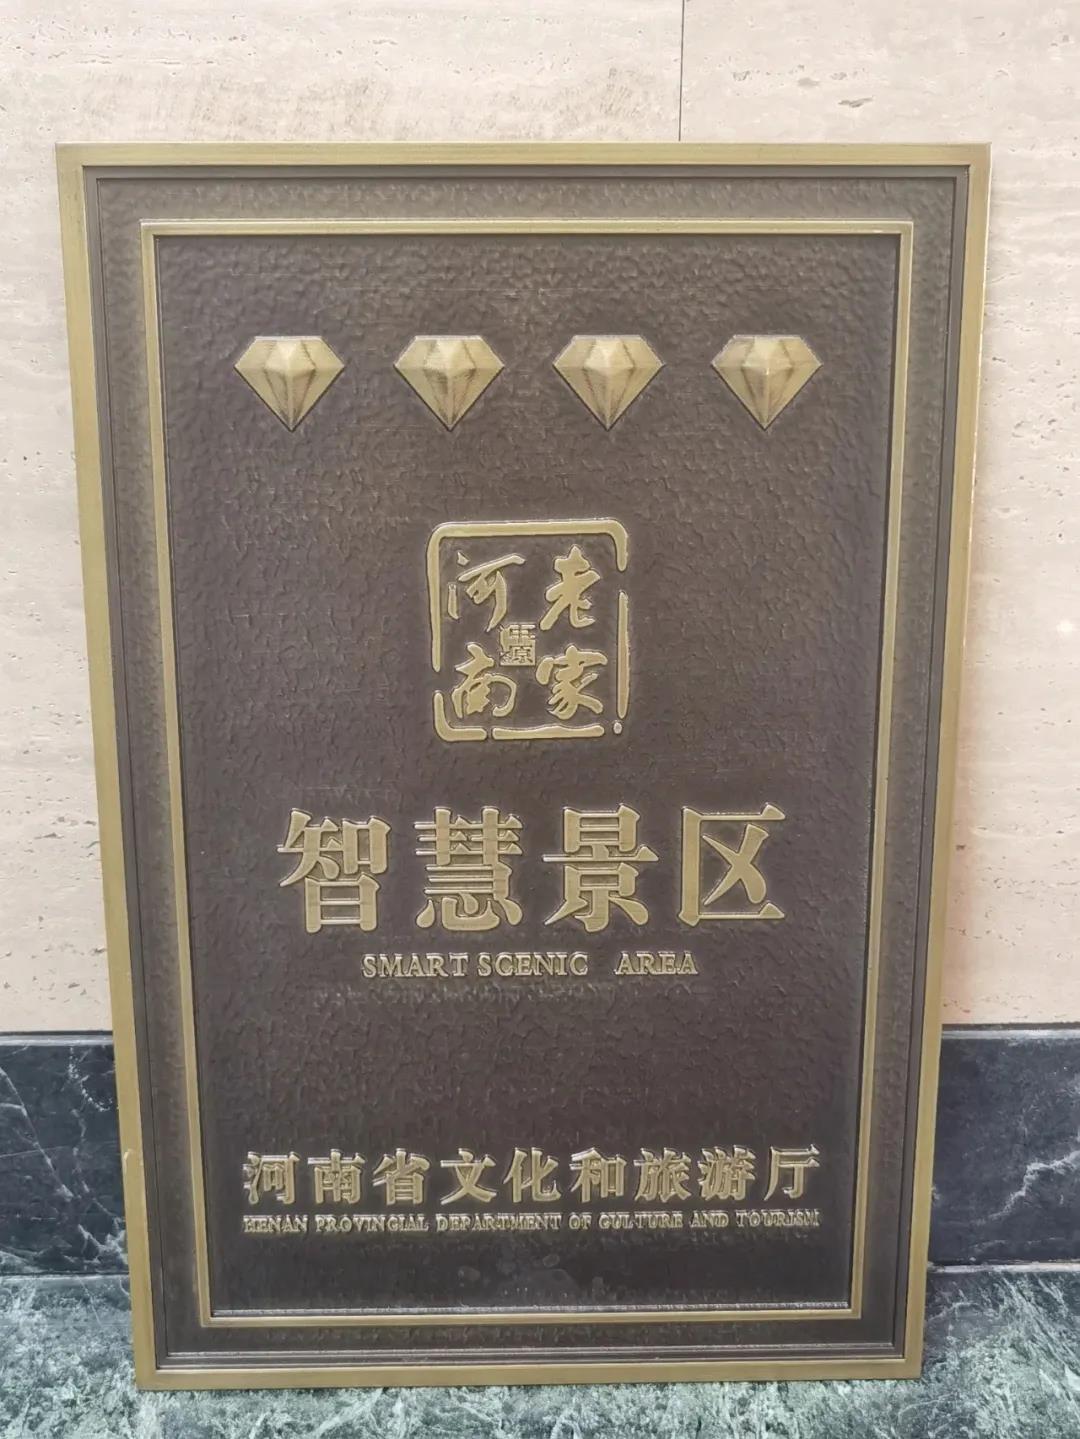 老家
河南
智慧景区
SMART SCENIC AREA
河南省文化和旅游厅
HENAN PROVINCIAL DEPARTMENT OF CULTURE AND TOURISM